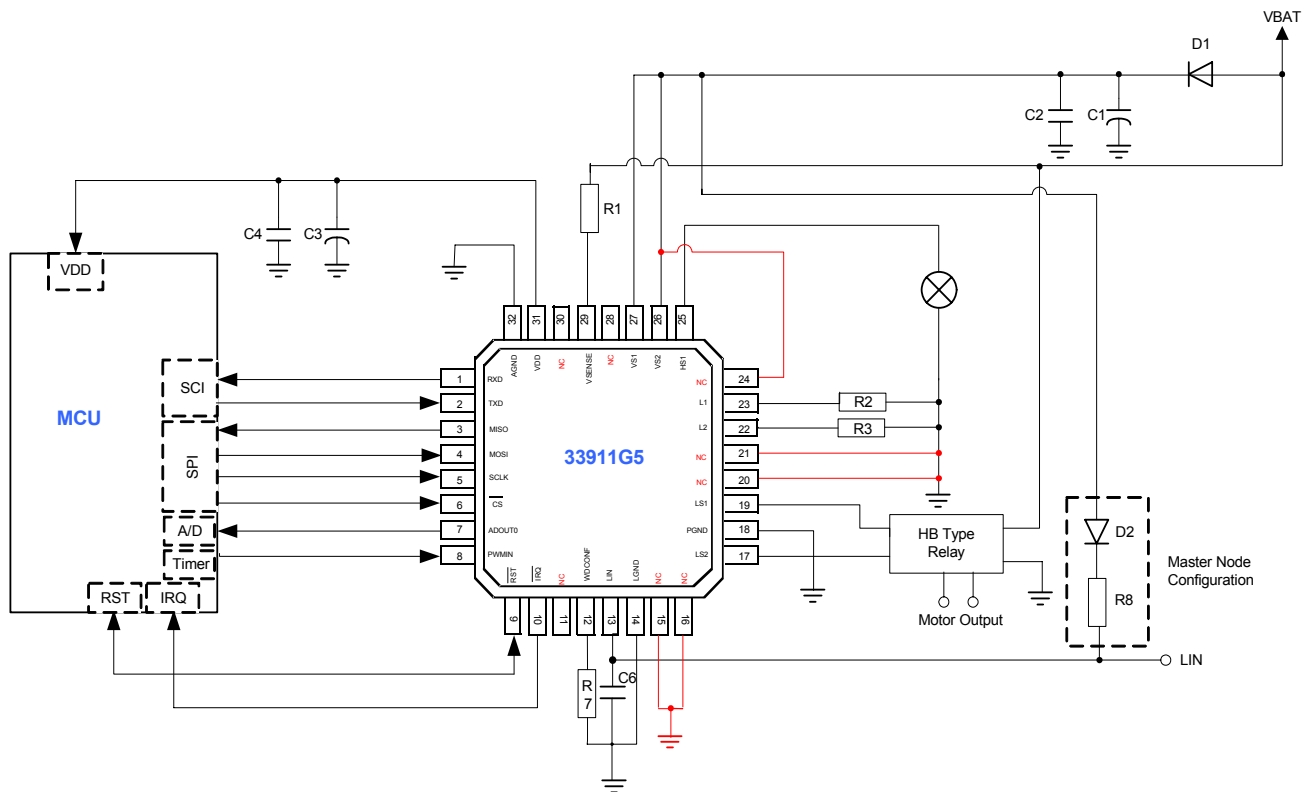 VBAT
D1
C2
C1
R1
VDD
C4
C3
32
31
30
29
28
27
26
25
AGND
VDD
NC
VSENSE
NC
VS1
VS2
HS1
MCU
SCI
SPI
A/D
Timer
RST
IRQ
1
RXD
2
TXD
3
MISO
4
MOSI
5
SCLK
6
CS
7
ADOUT0
8
PWMIN
33911G5
NC
24
L1
23
R2
L2
22
R3
NC
21
NC
20
LS1
19
PGND
18
LS2
17
HB Type
Relay
Motor Output
D2
R8
Master Node
Configuration
RST
IRQ
NC
WDCONF
LIN
LGND
NC
NC
9
10
11
12
13
14
15
16
R
7
C6
LIN